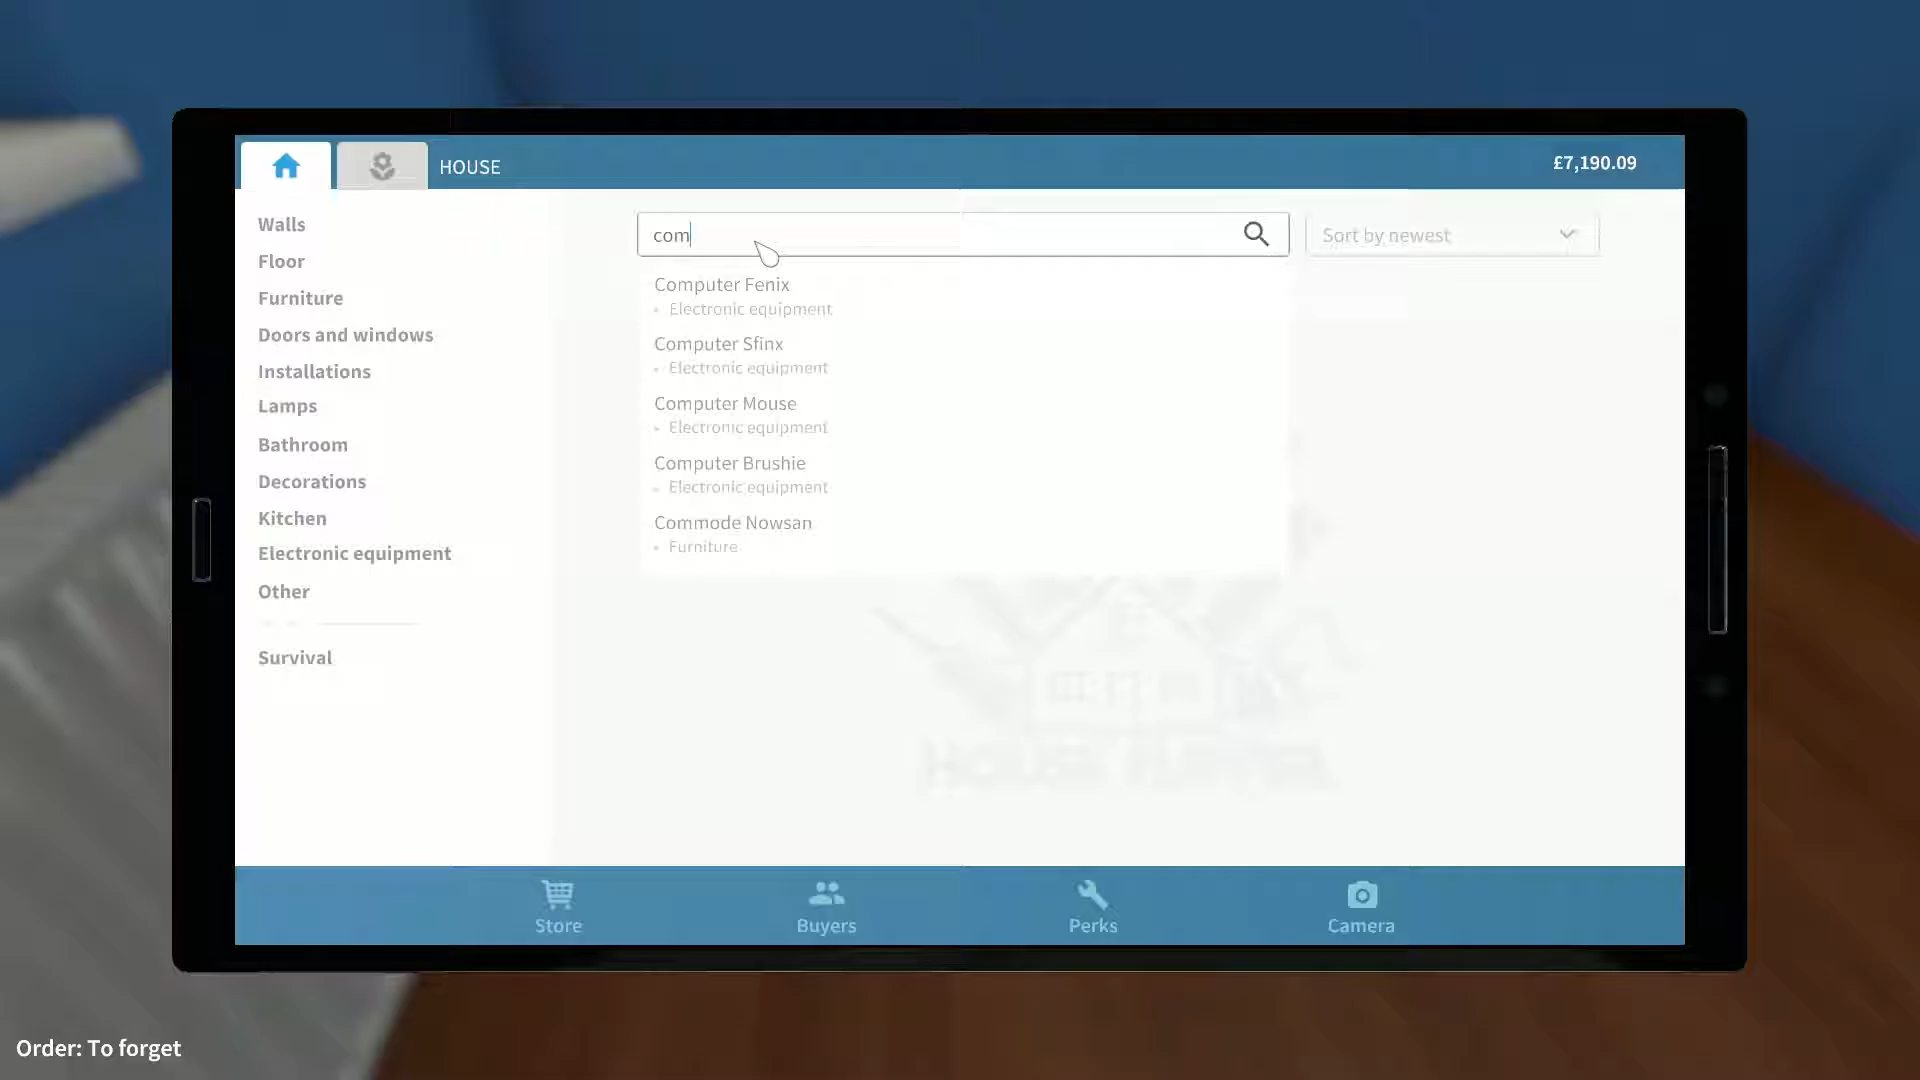 HOUSE
£7,190.09
Walls
Floor
Furniture
Doors and windows
Installations
Lamps
Bathroom
Decorations
Kitchen
Electronic equipment
Other
Survival
com
Sort by newest
Computer Fenix
Electronic equipment
Computer Sfinx
Electronic equipment
Computer Mouse
Electronic equipment
Computer Brushie
Electronic equipment
Commode Nowsan
Furniture
HOUSE FLIPPER
Store
Buyers
Perks
Camera
Order: To forget